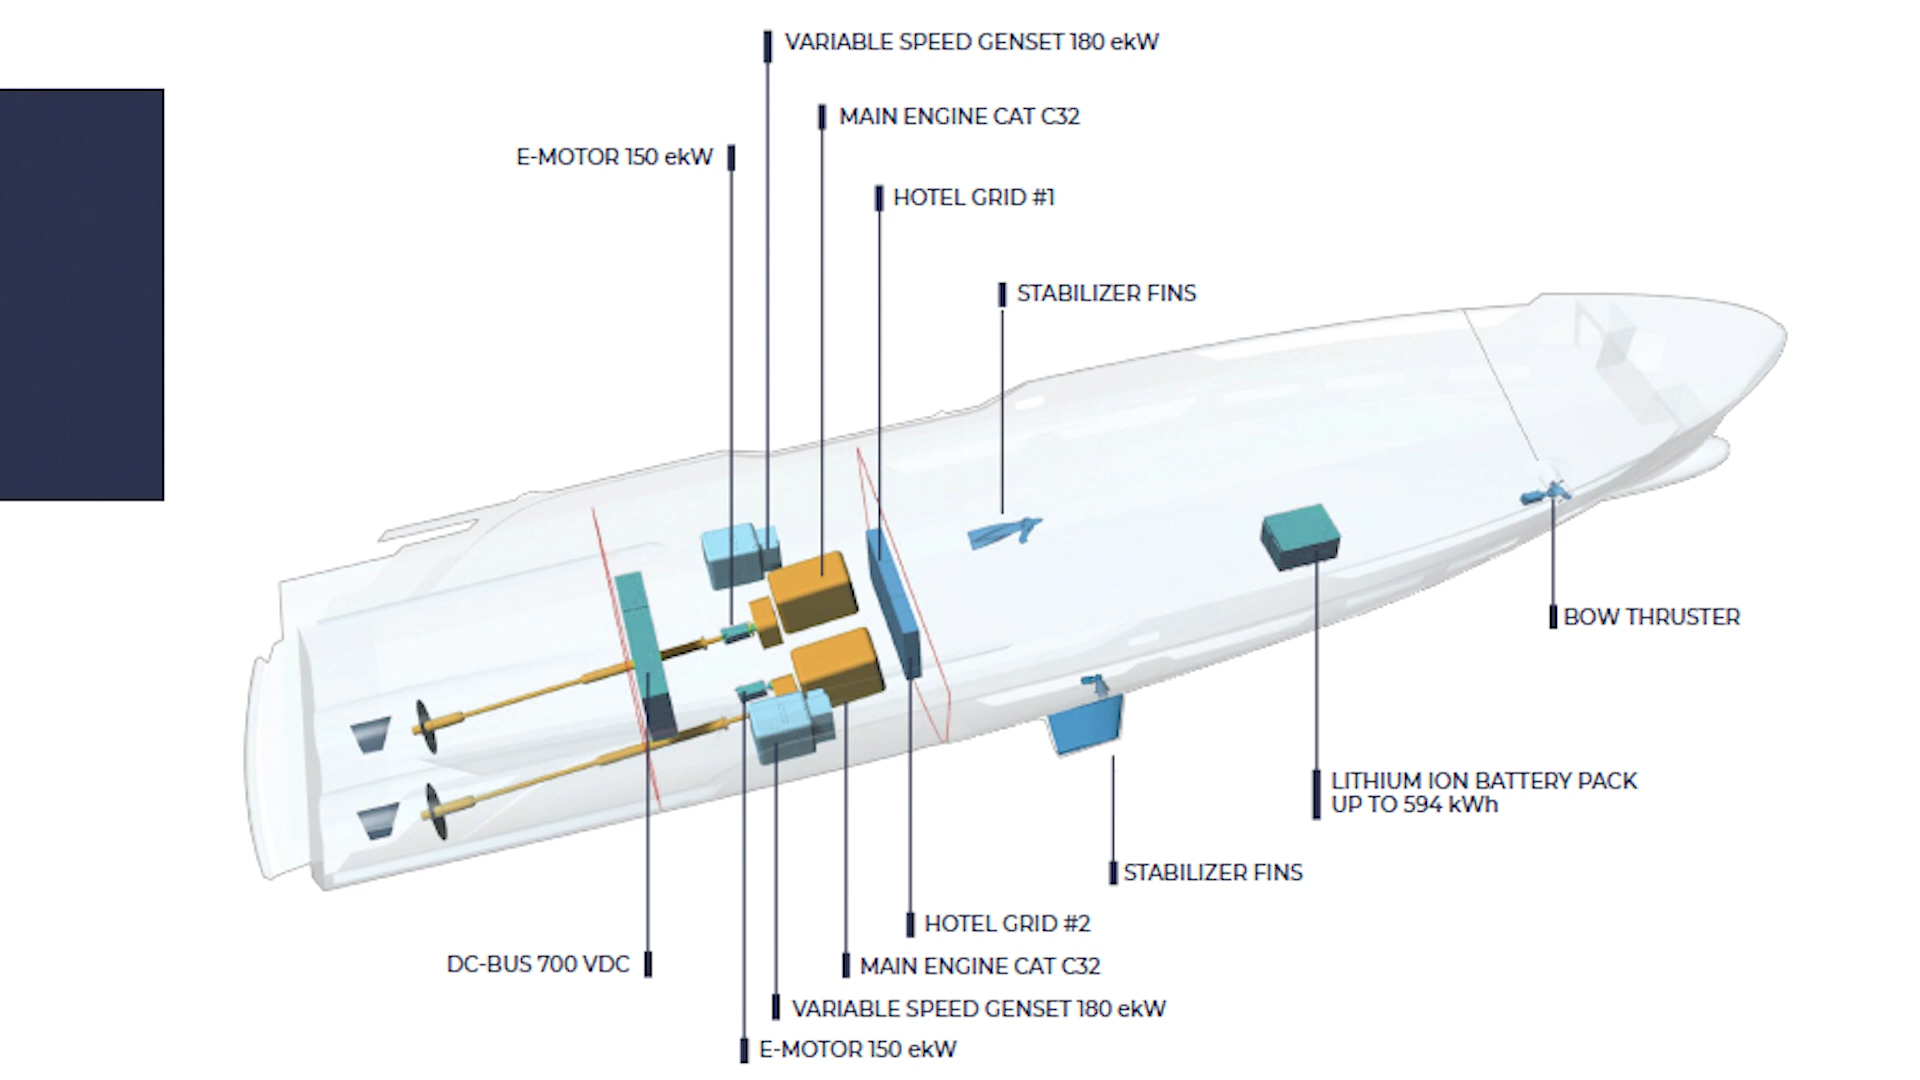 VARIABLE SPEED GENSET 180 ekW
MAIN ENGINE CAT C32
E-MOTOR 150 ekW
HOTEL GRID #1
STABILIZER FINS
BOW THRUSTER
LITHIUM ION BATTERY PACK
UP TO 594 kWh
STABILIZER FINS
HOTEL GRID #2
DC-BUS 700 VDC
MAIN ENGINE CAT C32
VARIABLE SPEED GENSET 180 ekW
E-MOTOR 150 ekW